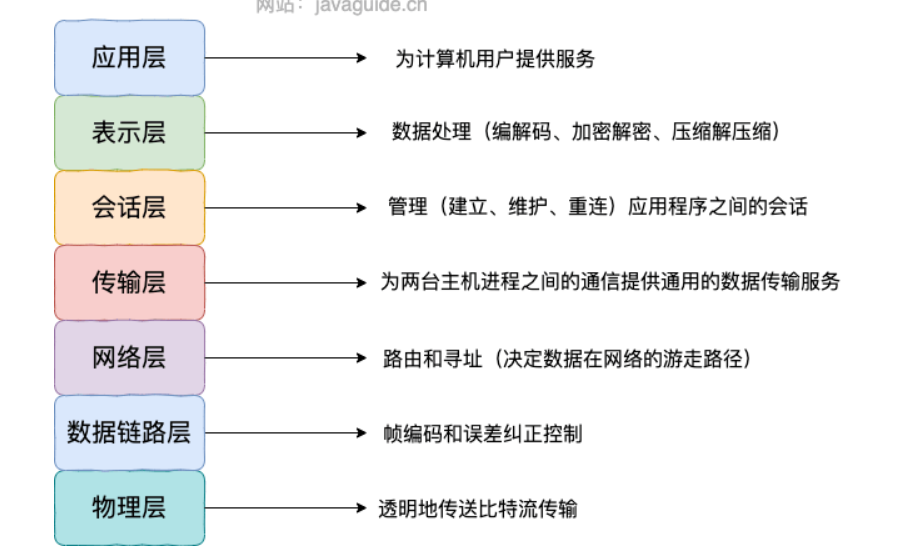 网站：javaguide.cn
应用层
为计算机用户提供服务
表示层
数据处理（编解码、加密解密、压缩解压缩）
会话层
管理（建立、维护、重连）应用程序之间的会话
传输层
为两台主机进程之间的通信提供通用的数据传输服务
网络层
路由和寻址（决定数据在网络的游走路径）
数据链路层
帧编码和误差纠正控制
物理层
透明地传送比特流传输